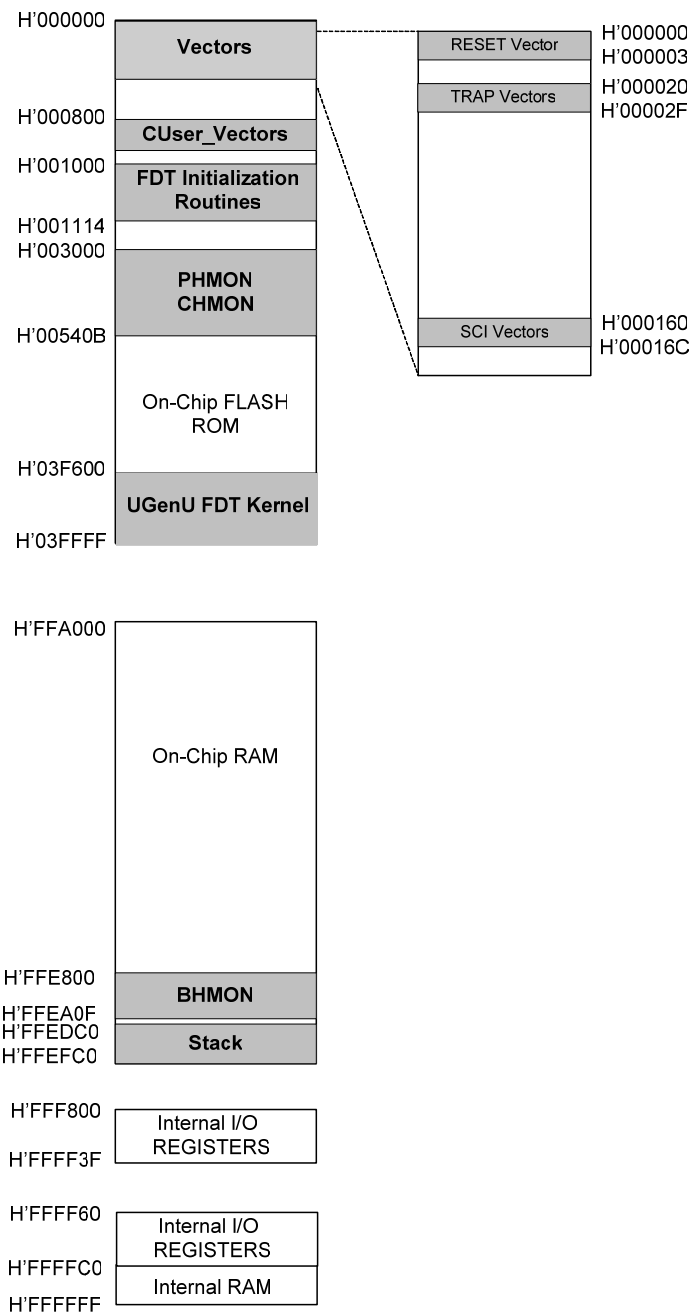 H'000000
Vectors
H'000800
CUser_Vectors
H'001000
FDT Initialization
Routines
H'001114
H'003000
PHMON
CHMON
H'00540B
On-Chip FLASH
ROM
H'03F600
UGenU FDT Kernel
H'03FFFF
H'000000
RESET Vector
H'000003
H'000020
TRAP Vectors
H'00002F
H'000160
SCI Vectors
H'00016C
H'FFA000
On-Chip RAM
H'FFE800
BHMON
H'FFEA0F
H'FFEDC0
Stack
H'FFEFC0
H'FFF800
Internal I/O
REGISTERS
H'FFFF3F
H'FFFF60
Internal I/O
REGISTERS
H'FFFFC0
Internal RAM
H'FFFFFF